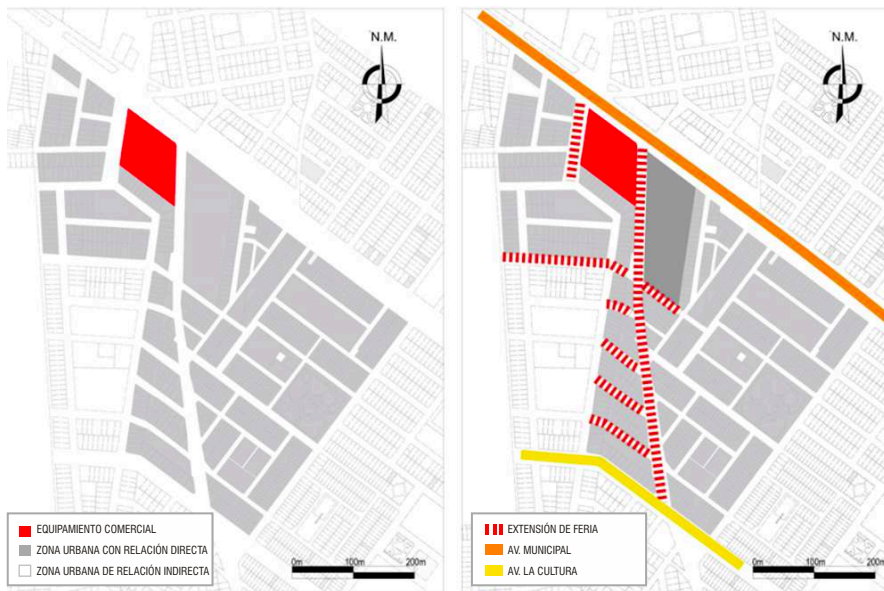 N.M.
EQUIPAMIENTO COMERCIAL
ZONA URBANA CON RELACIÓN DIRECTA
ZONA URBANA DE RELACIÓN INDIRECTA
0m 100m 200m
N.M.
EXTENSIÓN DE FERIA
AV. MUNICIPAL
AV. LA CULTURA
0m 100m 200m